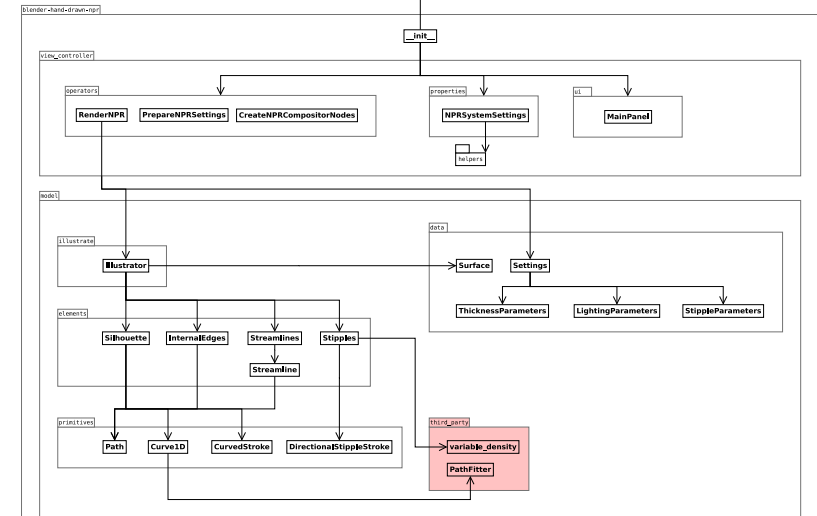 blender-hand-drawn-npr
__init__
view_controller
operators
properties
ui
RenderNPR
PrepareNPRSettings
CreateNPRCompositorNodes
NPRSystemSettings
MainPanel
helpers
model
data
illustrate
Illustrator
Surface
Settings
ThicknessParameters
LightingParameters
StippleParameters
elements
Silhouette
InternalEdges
Streamlines
Stipples
Streamline
primitives
third_party
Path
Curve1D
CurvedStroke
DirectionalStippleStroke
variable_density
PathFitter